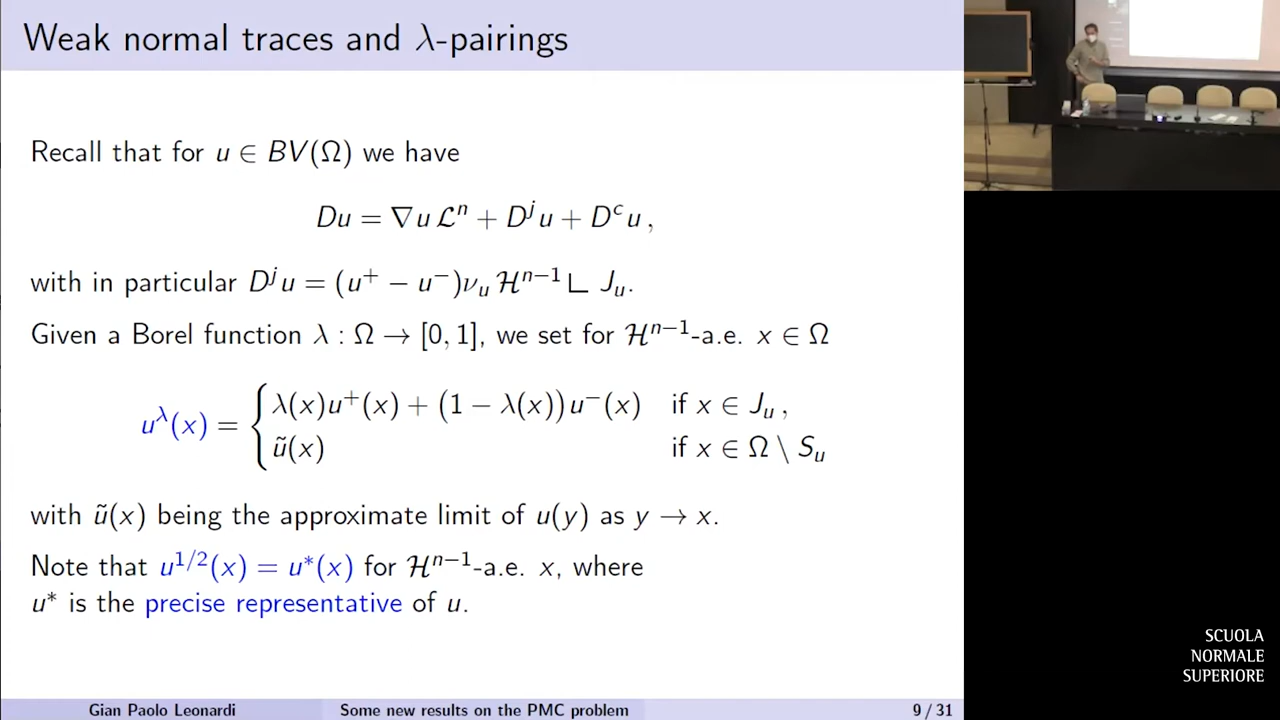 Weak normal traces and λ-pairings
Recall that for u ∈ BV(Ω) we have
Du = ∇u ℒⁿ + Dʲu + Dᶜu ,
with in particular Dʲu = (u⁺ − u⁻)νᵤ ℋⁿ⁻¹ ∟ Jᵤ.
Given a Borel function λ : Ω → [0, 1], we set for ℋⁿ⁻¹-a.e. x ∈ Ω
u^λ(x) = { λ(x)u⁺(x) + (1 − λ(x))u⁻(x) if x ∈ Jᵤ ,
ũ(x) if x ∈ Ω \ Sᵤ
with ũ(x) being the approximate limit of u(y) as y → x.
Note that u^{1/2}(x) = u*(x) for ℋⁿ⁻¹-a.e. x, where
u* is the precise representative of u.
Gian Paolo Leonardi Some new results on the PMC problem 9 / 31
SCUOLA
NORMALE
SUPERIORE